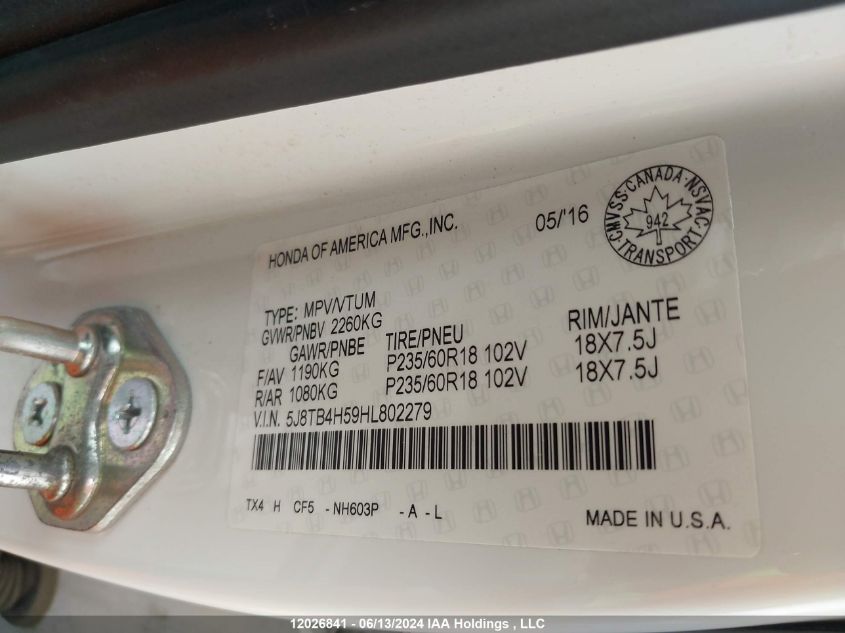 HONDA OF AMERICA MFG.,INC. 05/'16
CMVSS·CANADA·NSVAC
942
·TRANSPORT·
TYPE: MPV/VTUM
GVWR/PNBV 2260KG
GAWR/PNBE TIRE/PNEU RIM/JANTE
F/AV 1190KG P235/60R18 102V 18X7.5J
R/AR 1080KG P235/60R18 102V 18X7.5J
V.I.N. 5J8TB4H59HL802279
TX4 H CF5 - NH603P - A - L
MADE IN U.S.A.
12026841 - 06/13/2024 IAA Holdings , LLC